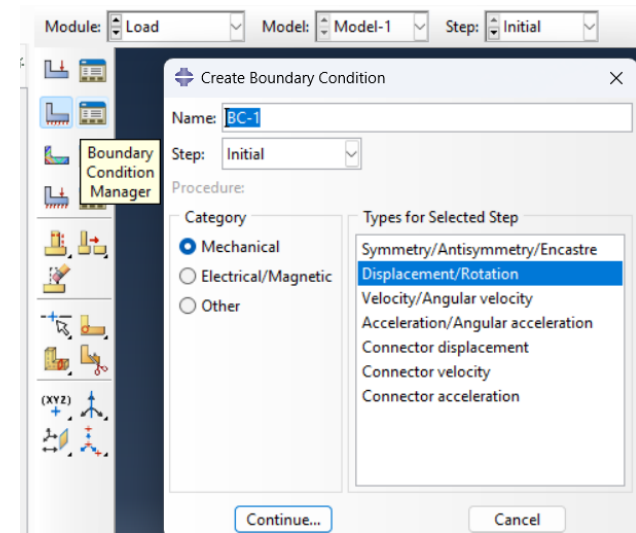 Module: Load Model: Model-1 Step: Initial
Create Boundary Condition
Name: BC-1
Boundary
Condition
Manager
Step: Initial
Procedure:
Category
Mechanical
Electrical/Magnetic
Other
Types for Selected Step
Symmetry/Antisymmetry/Encastre
Displacement/Rotation
Velocity/Angular velocity
Acceleration/Angular acceleration
Connector displacement
Connector velocity
Connector acceleration
(XYZ)
Continue...
Cancel